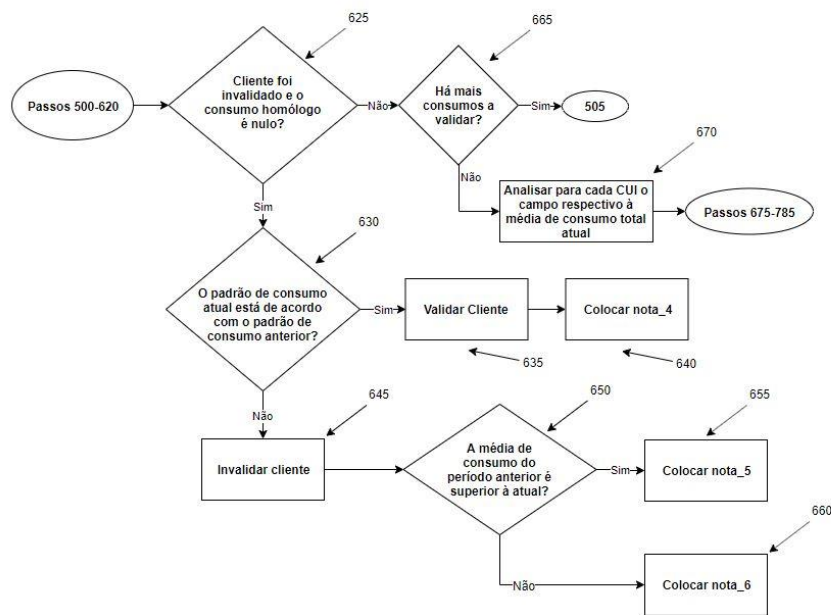 625
665
Passos 500-620
Cliente foi
invalidado e o
consumo homólogo
é nulo?
Não
Há mais
consumos a
validar?
Sim
505
670
Não
Analisar para cada CUI o
campo respectivo à
média de consumo total
atual
Passos 675-785
Sim
630
O padrão de consumo
atual está de acordo
com o padrão de
consumo anterior?
Sim
Validar Cliente
Colocar nota_4
635
640
Não
645
Invalidar cliente
650
A média de
consumo do
período anterior é
superior à atual?
Sim
655
Colocar nota_5
Não
660
Colocar nota_6